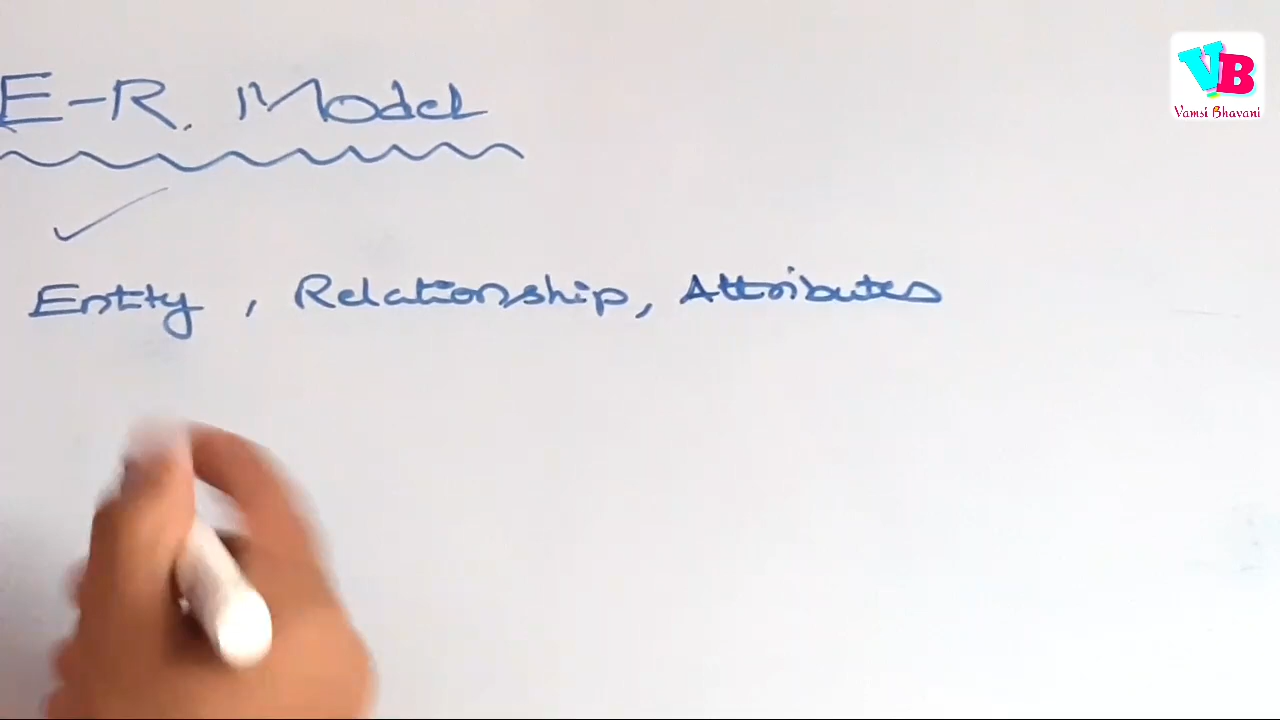 E-R. Model
Entity, Relationship, Attributes
VB
Vamsi Bhavani